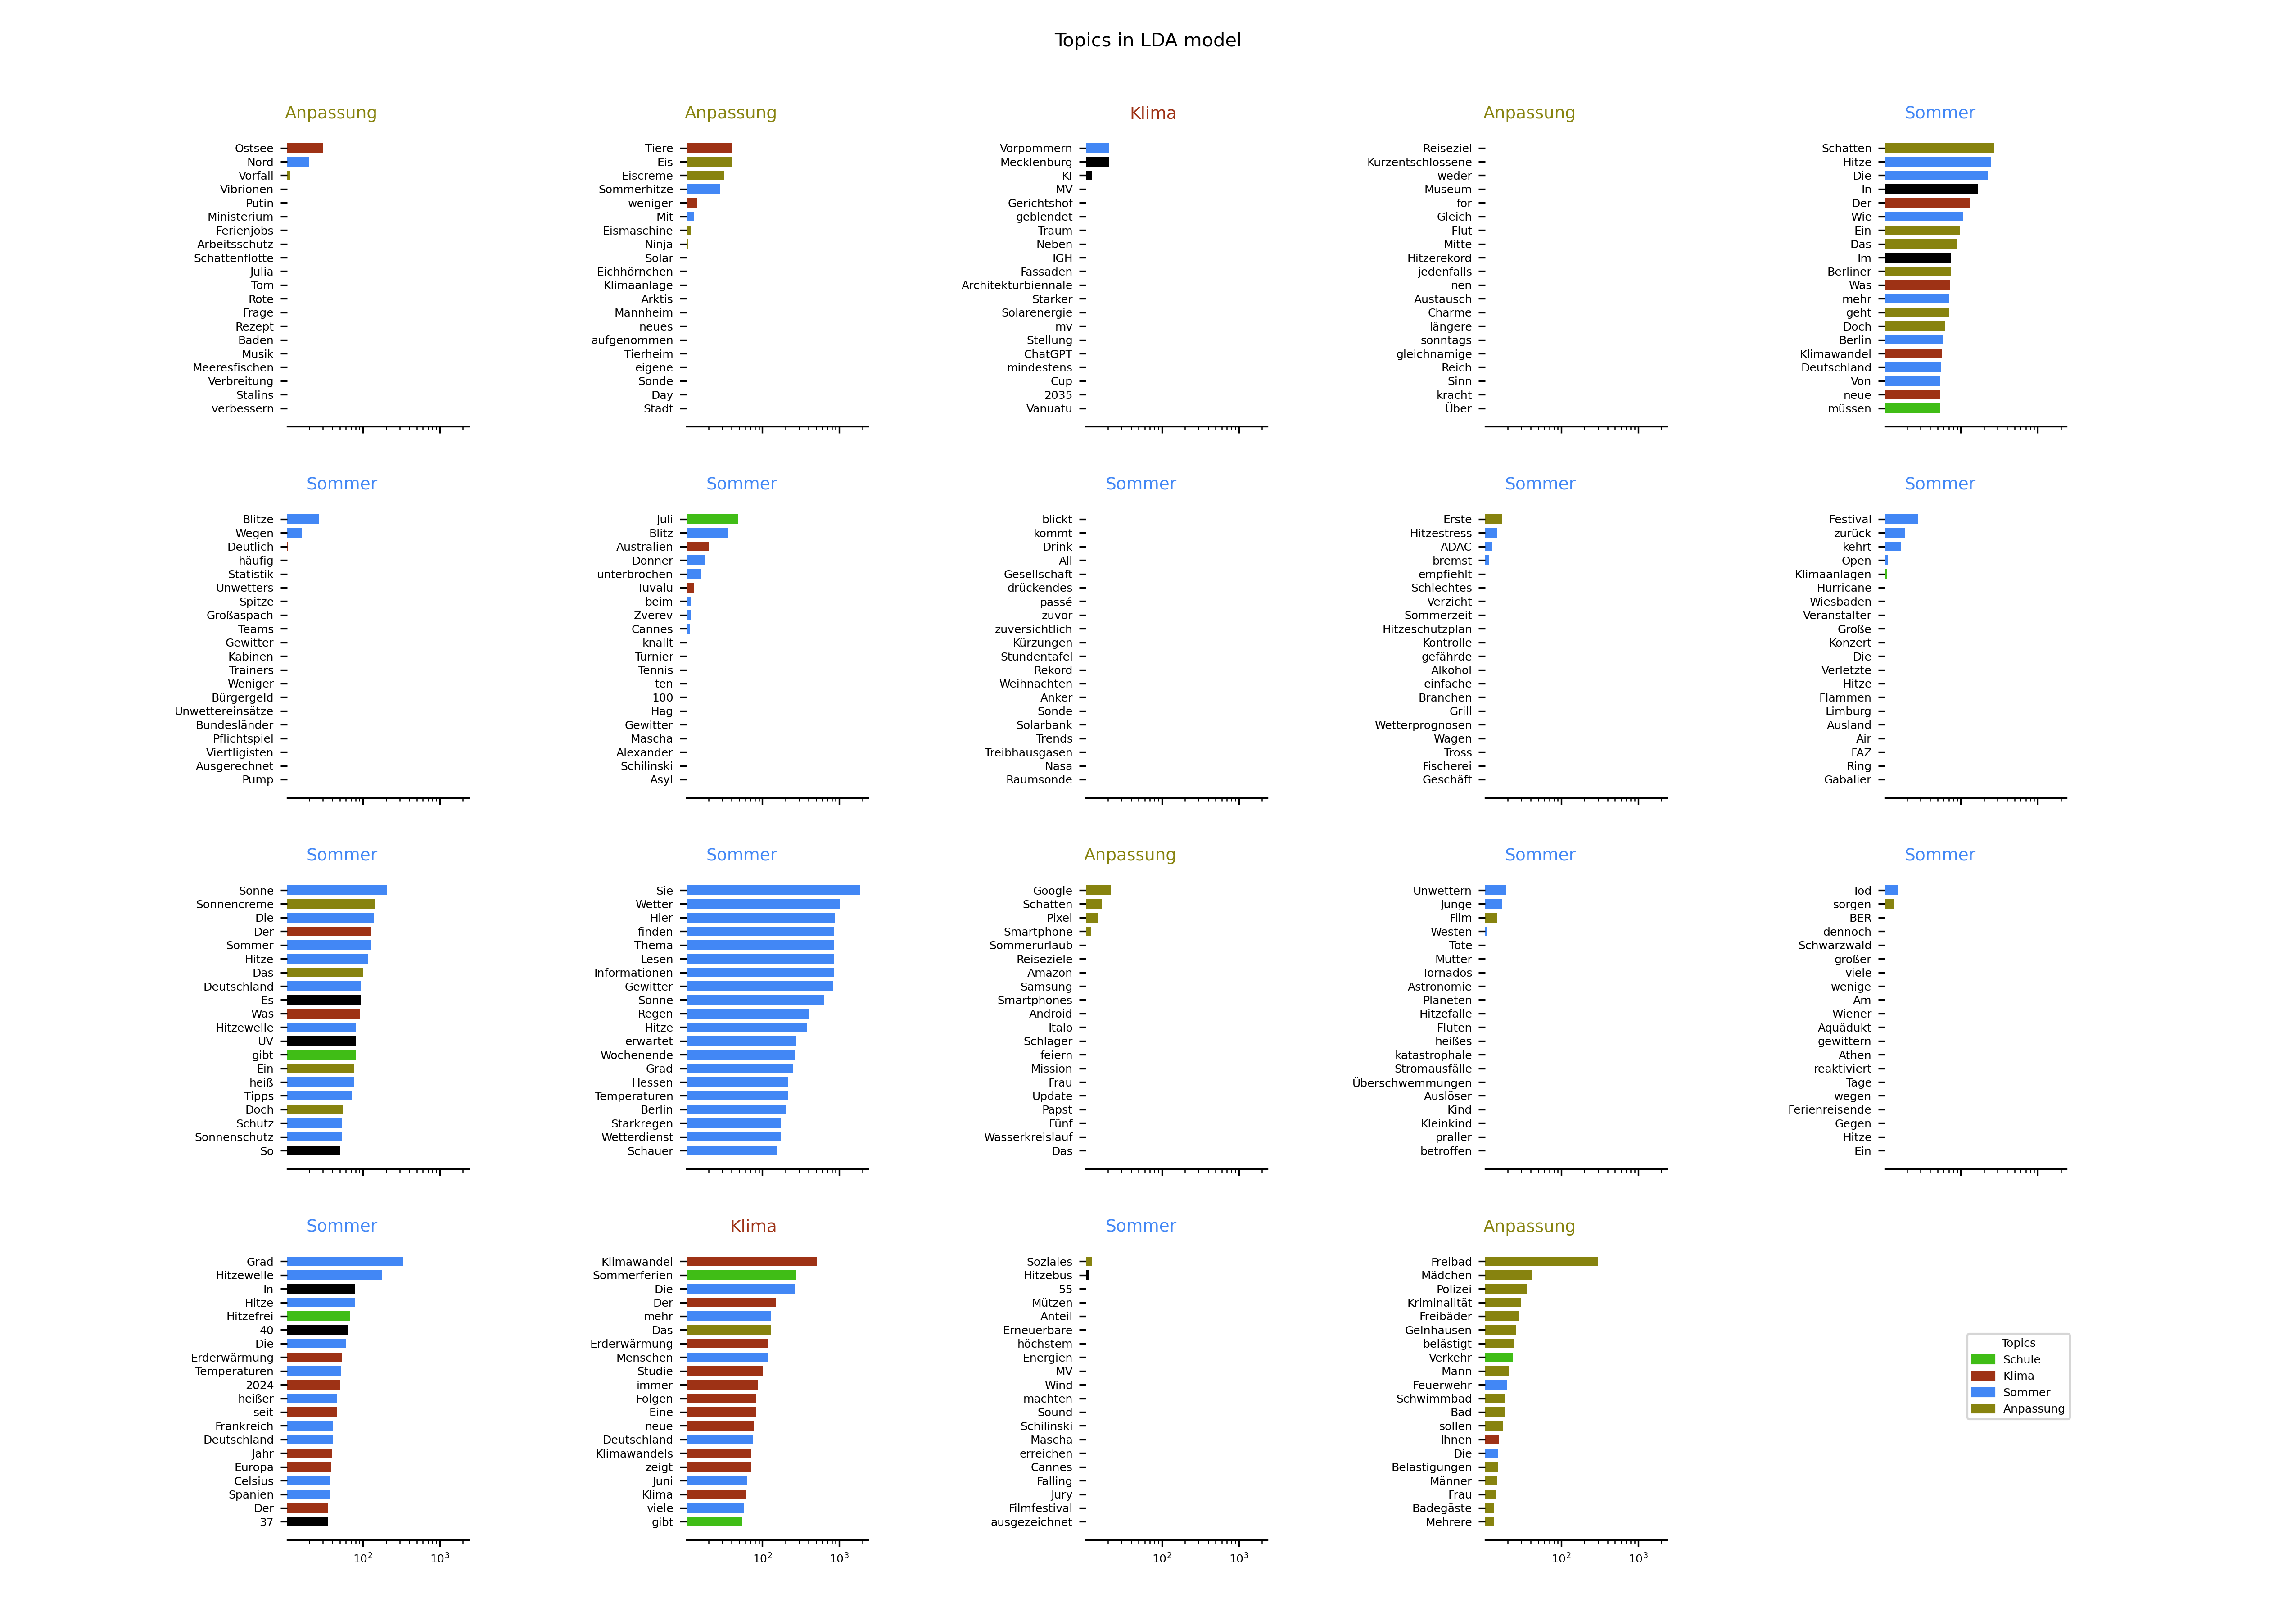 Topics in LDA model
Anpassung
Ostsee
Nord
Vorfall
Vibrionen
Putin
Ministerium
Ferienjobs
Arbeitsschutz
Schattenflotte
Julia
Tom
Rote
Frage
Rezept
Baden
Musik
Meeresfischen
Verbreitung
Stalins
verbessern
Anpassung
Tiere
Eis
Eiscreme
Sommerhitze
weniger
Mit
Eismaschine
Ninja
Solar
Eichhörnchen
Klimaanlage
Arktis
Mannheim
neues
aufgenommen
Tierheim
eigene
Sonde
Day
Stadt
Klima
Vorpommern
Mecklenburg
KI
MV
Gerichtshof
geblendet
Traum
Neben
IGH
Fassaden
Architekturbiennale
Starker
Solarenergie
mv
Stellung
ChatGPT
mindestens
Cup
2035
Vanuatu
Anpassung
Reiseziel
Kurzentschlossene
weder
Museum
for
Gleich
Flut
Mitte
Hitzerekord
jedenfalls
nen
Austausch
Charme
längere
sonntags
gleichnamige
Reich
Sinn
kracht
Über
Sommer
Schatten
Hitze
Die
In
Der
Wie
Ein
Das
Im
Berliner
Was
mehr
geht
Doch
Berlin
Klimawandel
Deutschland
Von
neue
müssen
Sommer
Blitze
Wegen
Deutlich
häufig
Statistik
Unwetters
Spitze
Großaspach
Teams
Gewitter
Kabinen
Trainers
Weniger
Bürgergeld
Unwettereinsätze
Bundesländer
Pflichtspiel
Viertligisten
Ausgerechnet
Pump
Sommer
Juli
Blitz
Australien
Donner
unterbrochen
Tuvalu
beim
Zverev
Cannes
knallt
Turnier
Tennis
ten
100
Hag
Gewitter
Mascha
Alexander
Schilinski
Asyl
Sommer
blickt
kommt
Drink
All
Gesellschaft
drückendes
passé
zuvor
zuversichtlich
Kürzungen
Stundentafel
Rekord
Weihnachten
Anker
Sonde
Solarbank
Trends
Treibhausgasen
Nasa
Raumsonde
Sommer
Erste
Hitzestress
ADAC
bremst
empfiehlt
Schlechtes
Verzicht
Sommerzeit
Hitzeschutzplan
Kontrolle
gefährde
Alkohol
einfache
Branchen
Grill
Wetterprognosen
Wagen
Tross
Fischerei
Geschäft
Sommer
Festival
zurück
kehrt
Open
Klimaanlagen
Hurricane
Wiesbaden
Veranstalter
Große
Konzert
Die
Verletzte
Hitze
Flammen
Limburg
Ausland
Air
FAZ
Ring
Gabalier
Sommer
Sonne
Sonnencreme
Die
Der
Sommer
Hitze
Das
Deutschland
Es
Was
Hitzewelle
UV
gibt
Ein
heiß
Tipps
Doch
Schutz
Sonnenschutz
So
Sommer
Sie
Wetter
Hier
finden
Thema
Lesen
Informationen
Gewitter
Sonne
Regen
Hitze
erwartet
Wochenende
Grad
Hessen
Temperaturen
Berlin
Starkregen
Wetterdienst
Schauer
Anpassung
Google
Schatten
Pixel
Smartphone
Sommerurlaub
Reiseziele
Amazon
Samsung
Smartphones
Android
Italo
Schlager
feiern
Mission
Frau
Update
Papst
Fünf
Wasserkreislauf
Das
Sommer
Unwettern
Junge
Film
Westen
Tote
Mutter
Tornados
Astronomie
Planeten
Hitzefalle
Fluten
heißes
katastrophale
Stromausfälle
Überschwemmungen
Auslöser
Kind
Kleinkind
praller
betroffen
Sommer
Tod
sorgen
BER
dennoch
Schwarzwald
großer
viele
wenige
Am
Wiener
Aquädukt
gewittern
Athen
reaktiviert
Tage
wegen
Ferienreisende
Gegen
Hitze
Ein
Sommer
Grad
Hitzewelle
In
Hitze
Hitzefrei
40
Die
Erderwärmung
Temperaturen
2024
heißer
seit
Frankreich
Deutschland
Jahr
Europa
Celsius
Spanien
Der
37
10² 10³
Klima
Klimawandel
Sommerferien
Die
Der
mehr
Das
Erderwärmung
Menschen
Studie
immer
Folgen
Eine
neue
Deutschland
Klimawandels
zeigt
Juni
Klima
viele
gibt
10² 10³
Sommer
Soziales
Hitzebus
55
Mützen
Anteil
Erneuerbare
höchstem
Energien
MV
Wind
machten
Sound
Schilinski
Mascha
erreichen
Cannes
Falling
Jury
Filmfestival
ausgezeichnet
10² 10³
Anpassung
Freibad
Mädchen
Polizei
Kriminalität
Freibäder
Gelnhausen
belästigt
Verkehr
Mann
Feuerwehr
Schwimmbad
Bad
sollen
Ihnen
Die
Belästigungen
Männer
Frau
Badegäste
Mehrere
10² 10³
Topics
Schule
Klima
Sommer
Anpassung